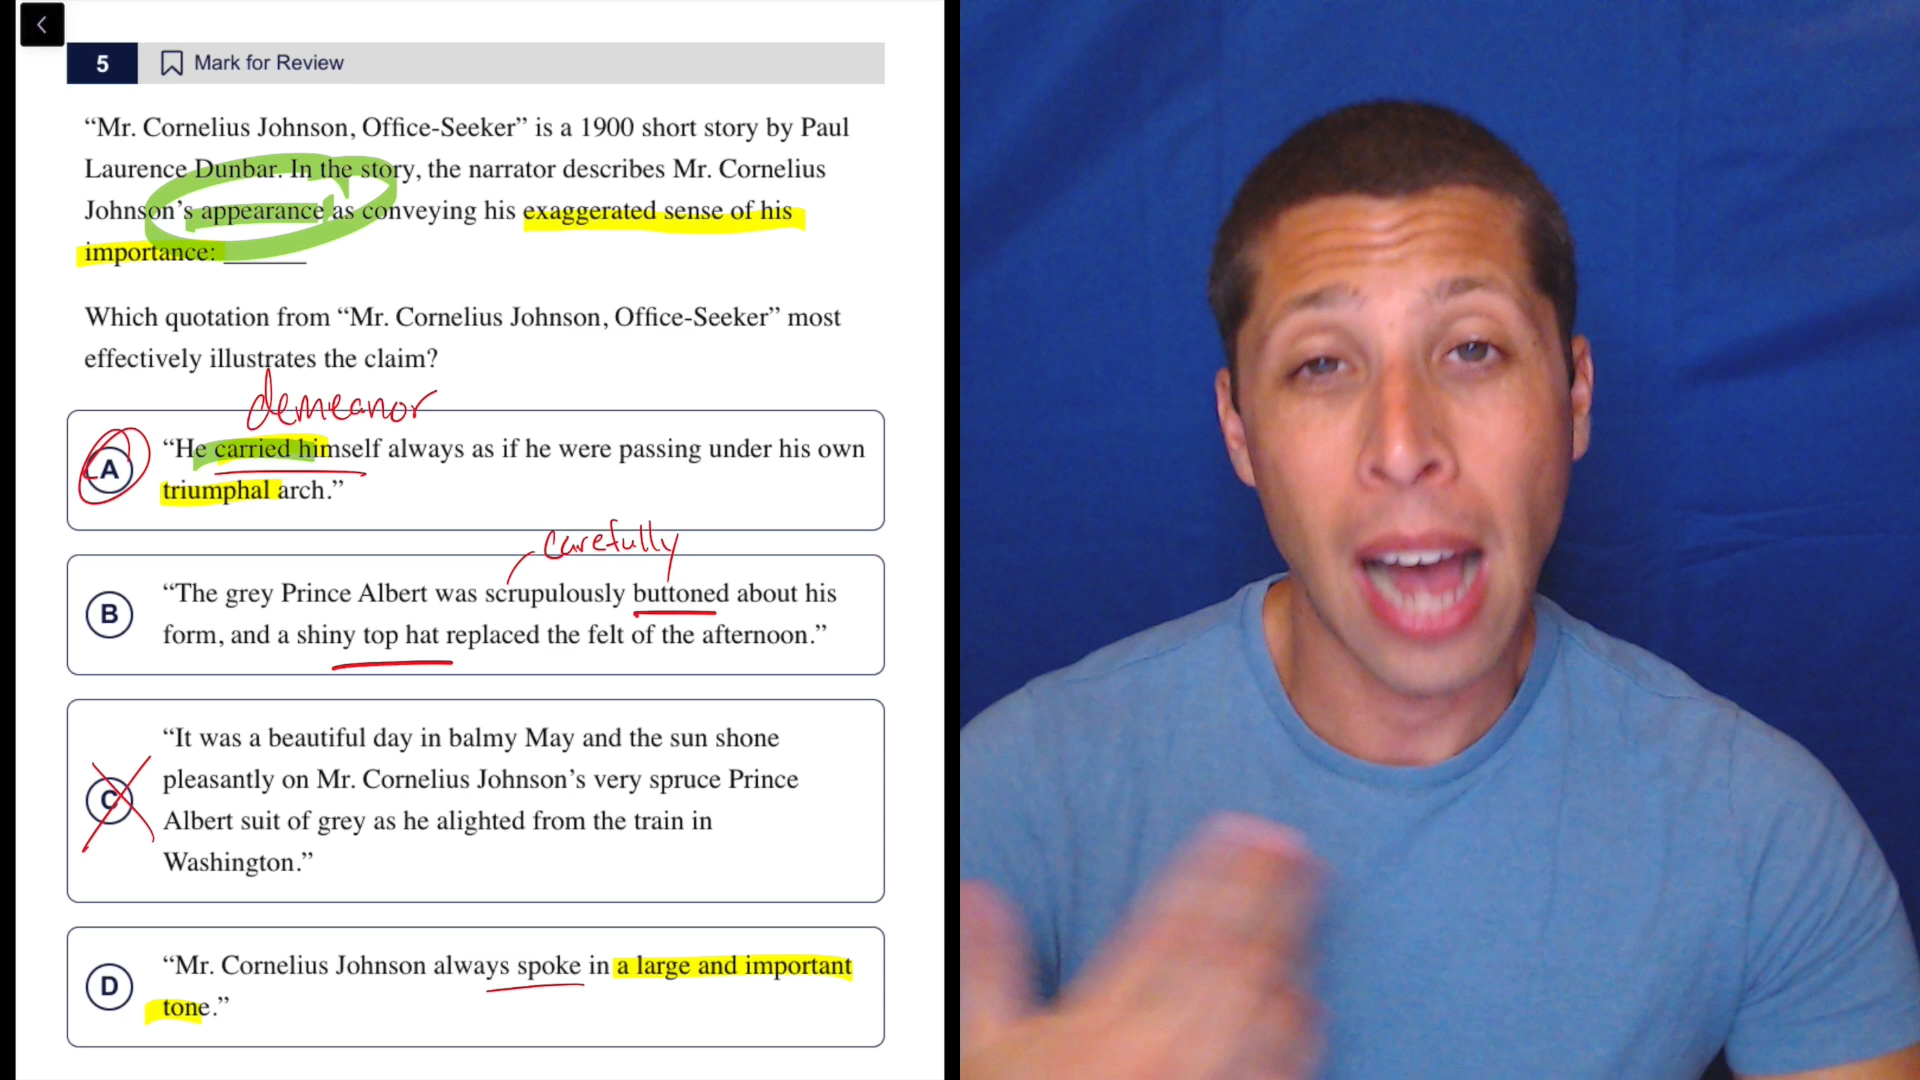 5 Mark for Review
“Mr. Cornelius Johnson, Office-Seeker” is a 1900 short story by Paul
Laurence Dunbar. In the story, the narrator describes Mr. Cornelius
Johnson’s appearance as conveying his exaggerated sense of his
importance: ______
Which quotation from “Mr. Cornelius Johnson, Office-Seeker” most
effectively illustrates the claim?
demeanor
A “He carried himself always as if he were passing under his own
triumphal arch.”
carefully
B “The grey Prince Albert was scrupulously buttoned about his
form, and a shiny top hat replaced the felt of the afternoon.”
C “It was a beautiful day in balmy May and the sun shone
pleasantly on Mr. Cornelius Johnson’s very spruce Prince
Albert suit of grey as he alighted from the train in
Washington.”
D “Mr. Cornelius Johnson always spoke in a large and important
tone.”